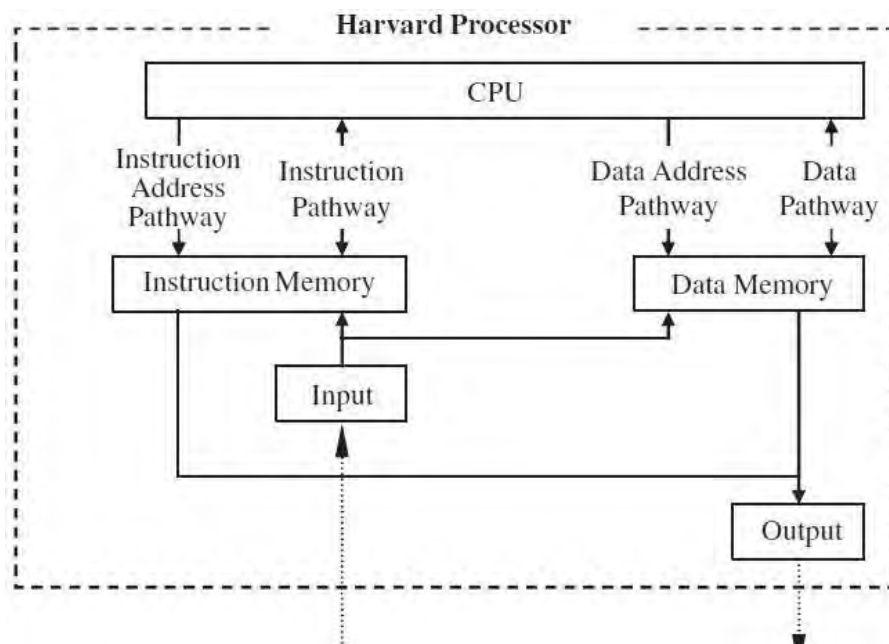 Harvard Processor
CPU
Instruction
Address
Pathway
Instruction
Pathway
Data Address
Pathway
Data
Pathway
Instruction Memory
Data Memory
Input
Output